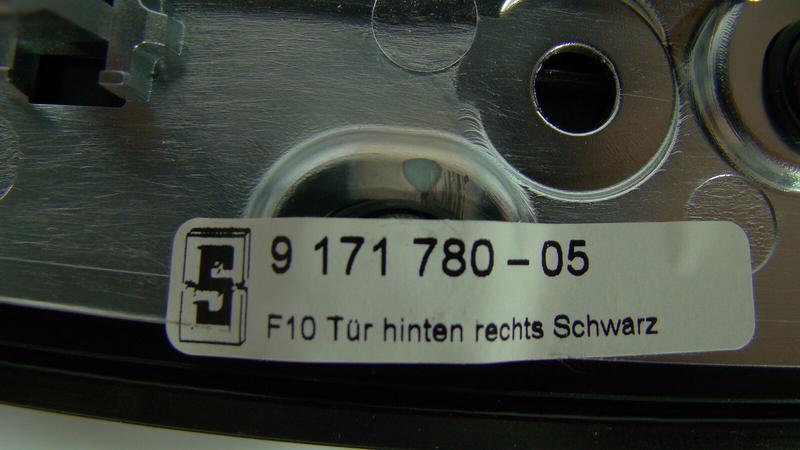 S
9 171 780-05
F10 Tür hinten rechts Schwarz